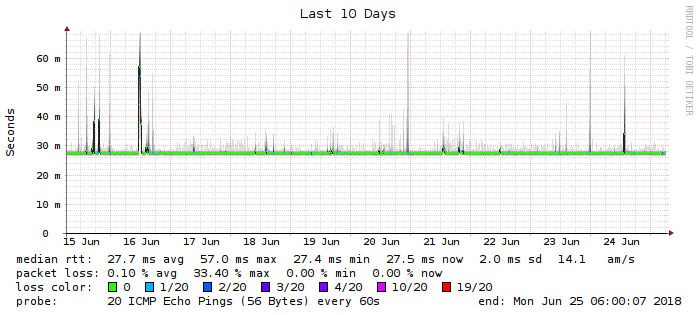 Last 10 Days
RRDTOOL / TOBI OETIKER
Seconds
60 m
50 m
40 m
30 m
20 m
10 m
0
15 Jun 16 Jun 17 Jun 18 Jun 19 Jun 20 Jun 21 Jun 22 Jun 23 Jun 24 Jun
median rtt: 27.7 ms avg 57.0 ms max 27.4 ms min 27.5 ms now 2.0 ms sd 14.1 am/s
packet loss: 0.10 % avg 33.40 % max 0.00 % min 0.00 % now
loss color: 0 1/20 2/20 3/20 4/20 10/20 19/20
probe: 20 ICMP Echo Pings (56 Bytes) every 60s end: Mon Jun 25 06:00:07 2018